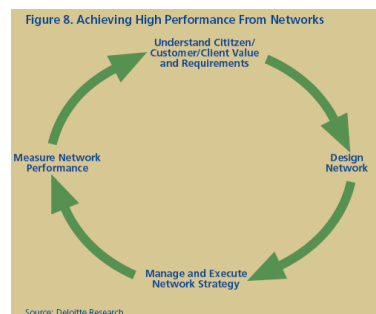 Figure 8. Achieving High Performance From Networks
Understand Cititzen/
Customer/Client Value
and Requirements
Design
Network
Manage and Execute
Network Strategy
Measure Network
Performance
Source: Deloitte Research